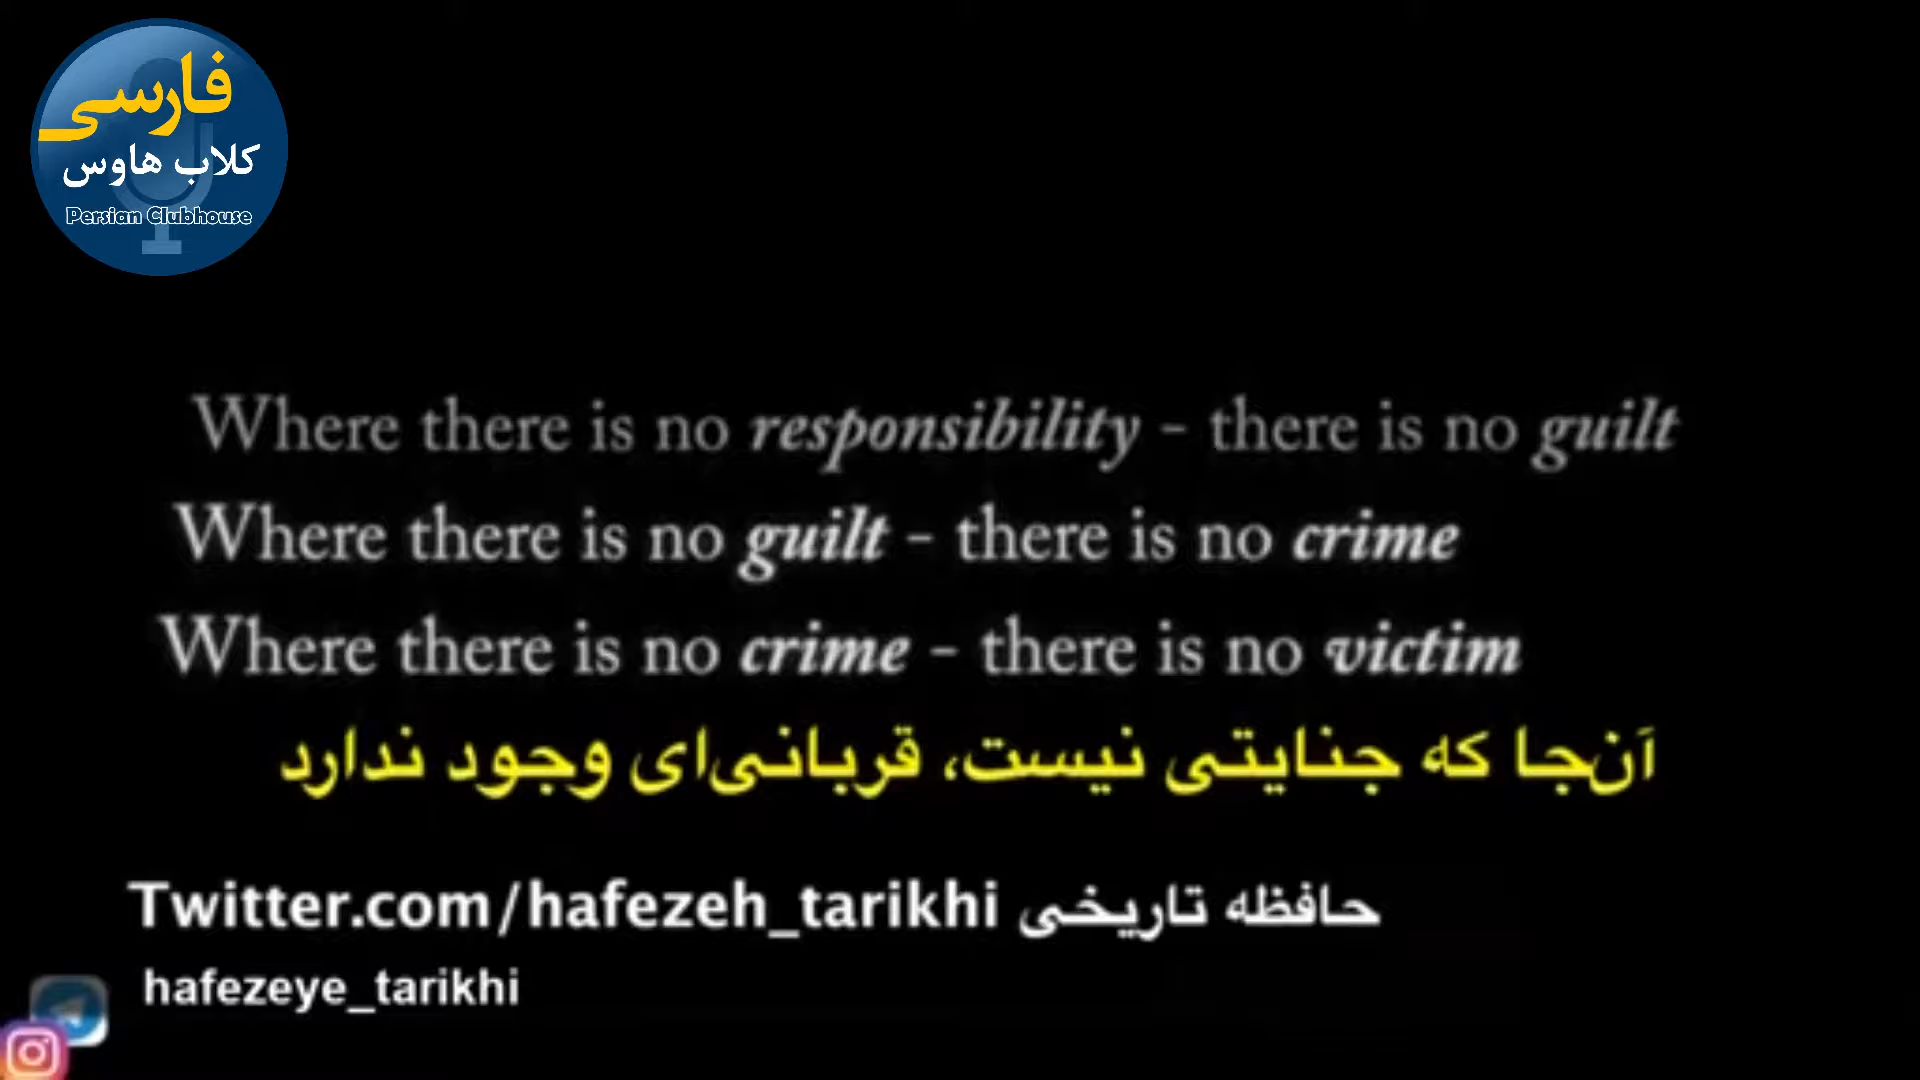 فارسی
کلاب هاوس
Persian Clubhouse
Where there is no responsibility - there is no guilt
Where there is no guilt - there is no crime
Where there is no crime - there is no victim
آن‌جا که جنایتی نیست، قربانی‌ای وجود ندارد
Twitter.com/hafezeh_tarikhi حافظه تاریخی
hafezeye_tarikhi